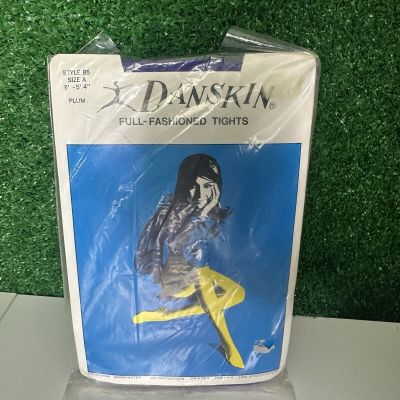 STYLE 85
SIZE A
5' - 5' 4"
PLUM
DANSKIN®
FULL-FASHIONED TIGHTS